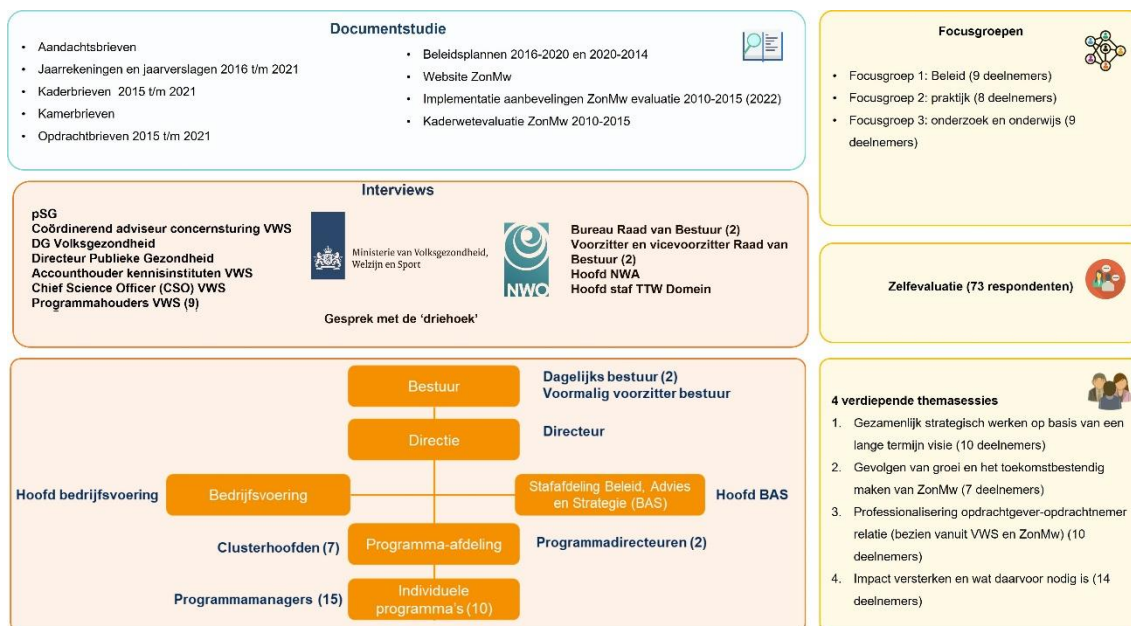 Documentstudie
• Aandachtsbrieven
• Jaarrekeningen en jaarverslagen 2016 t/m 2021
• Kaderbrieven 2015 t/m 2021
• Kamerbrieven
• Opdrachtbrieven 2015 t/m 2021
• Beleidsplannen 2016-2020 en 2020-2014
• Website ZonMw
• Implementatie aanbevelingen ZonMw evaluatie 2010-2015 (2022)
• Kaderwetevaluatie ZonMw 2010-2015
Focusgroepen
• Focusgroep 1: Beleid (9 deelnemers)
• Focusgroep 2: praktijk (8 deelnemers)
• Focusgroep 3: onderzoek en onderwijs (9
deelnemers)
Interviews
pSG
Coördinerend adviseur concernsturing VWS
DG Volksgezondheid
Directeur Publieke Gezondheid
Accounthouder kennisinstituten VWS
Chief Science Officer (CSO) VWS
Programmahouders VWS (9)
Ministerie van Volksgezondheid,
Welzijn en Sport
NWO
Bureau Raad van Bestuur (2)
Voorzitter en vicevoorzitter Raad van
Bestuur (2)
Hoofd NWA
Hoofd staf TTW Domein
Gesprek met de ‘driehoek’
Zelfevaluatie (73 respondenten)
Bestuur
Dagelijks bestuur (2)
Voormalig voorzitter bestuur
Directie
Directeur
Hoofd bedrijfsvoering
Bedrijfsvoering
Stafafdeling Beleid, Advies
en Strategie (BAS)
Hoofd BAS
Clusterhoofden (7)
Programma-afdeling
Programmadirecteuren (2)
Programmamanagers (15)
Individuele
programma’s (10)
4 verdiepende themasessies
1. Gezamenlijk strategisch werken op basis van een
lange termijn visie (10 deelnemers)
2. Gevolgen van groei en het toekomstbestendig
maken van ZonMw (7 deelnemers)
3. Professionalisering opdrachtgever-opdrachtnemer
relatie (bezien vanuit VWS en ZonMw) (10
deelnemers)
4. Impact versterken en wat daarvoor nodig is (14
deelnemers)